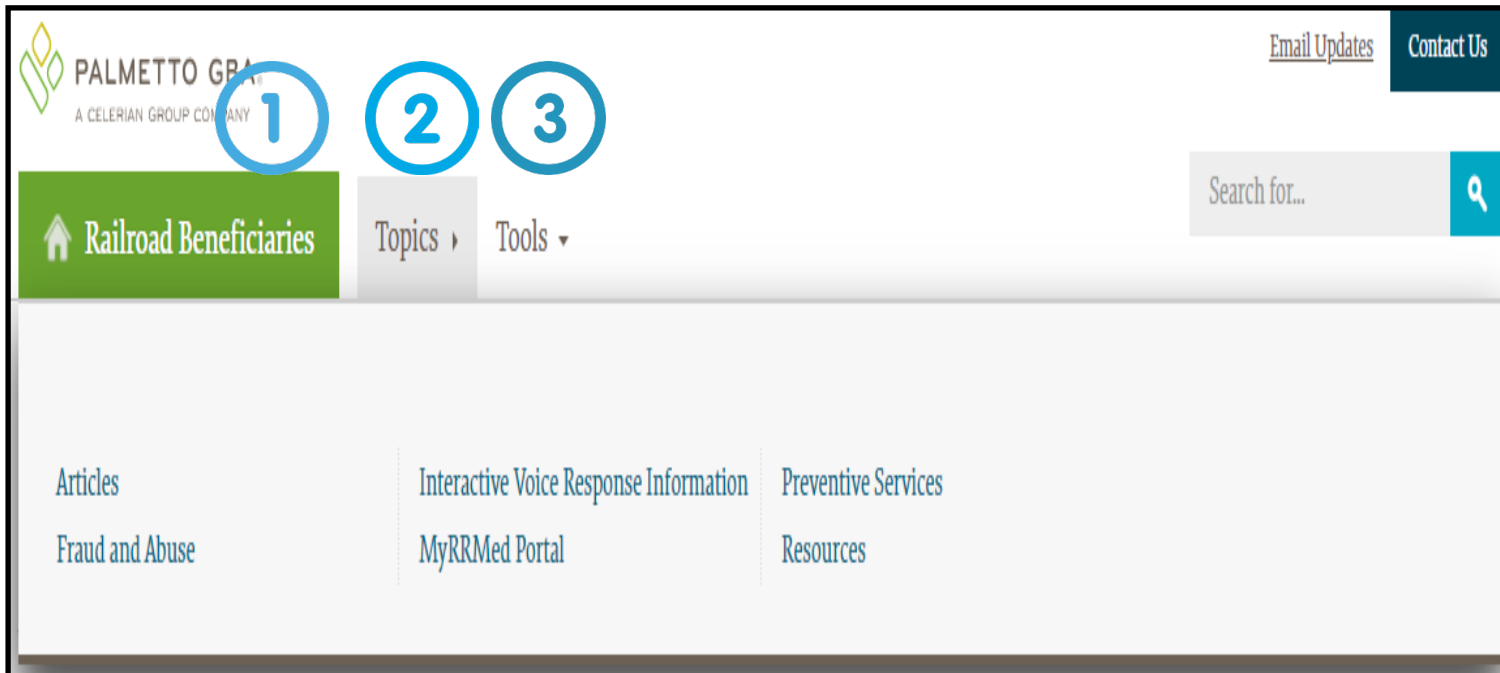 PALMETTO GBA®
A CELERIAN GROUP COMPANY
Email Updates
Contact Us
1
2
3
Search for...
Railroad Beneficiaries
Topics
Tools
Articles
Interactive Voice Response Information
Preventive Services
Fraud and Abuse
MyRRMed Portal
Resources